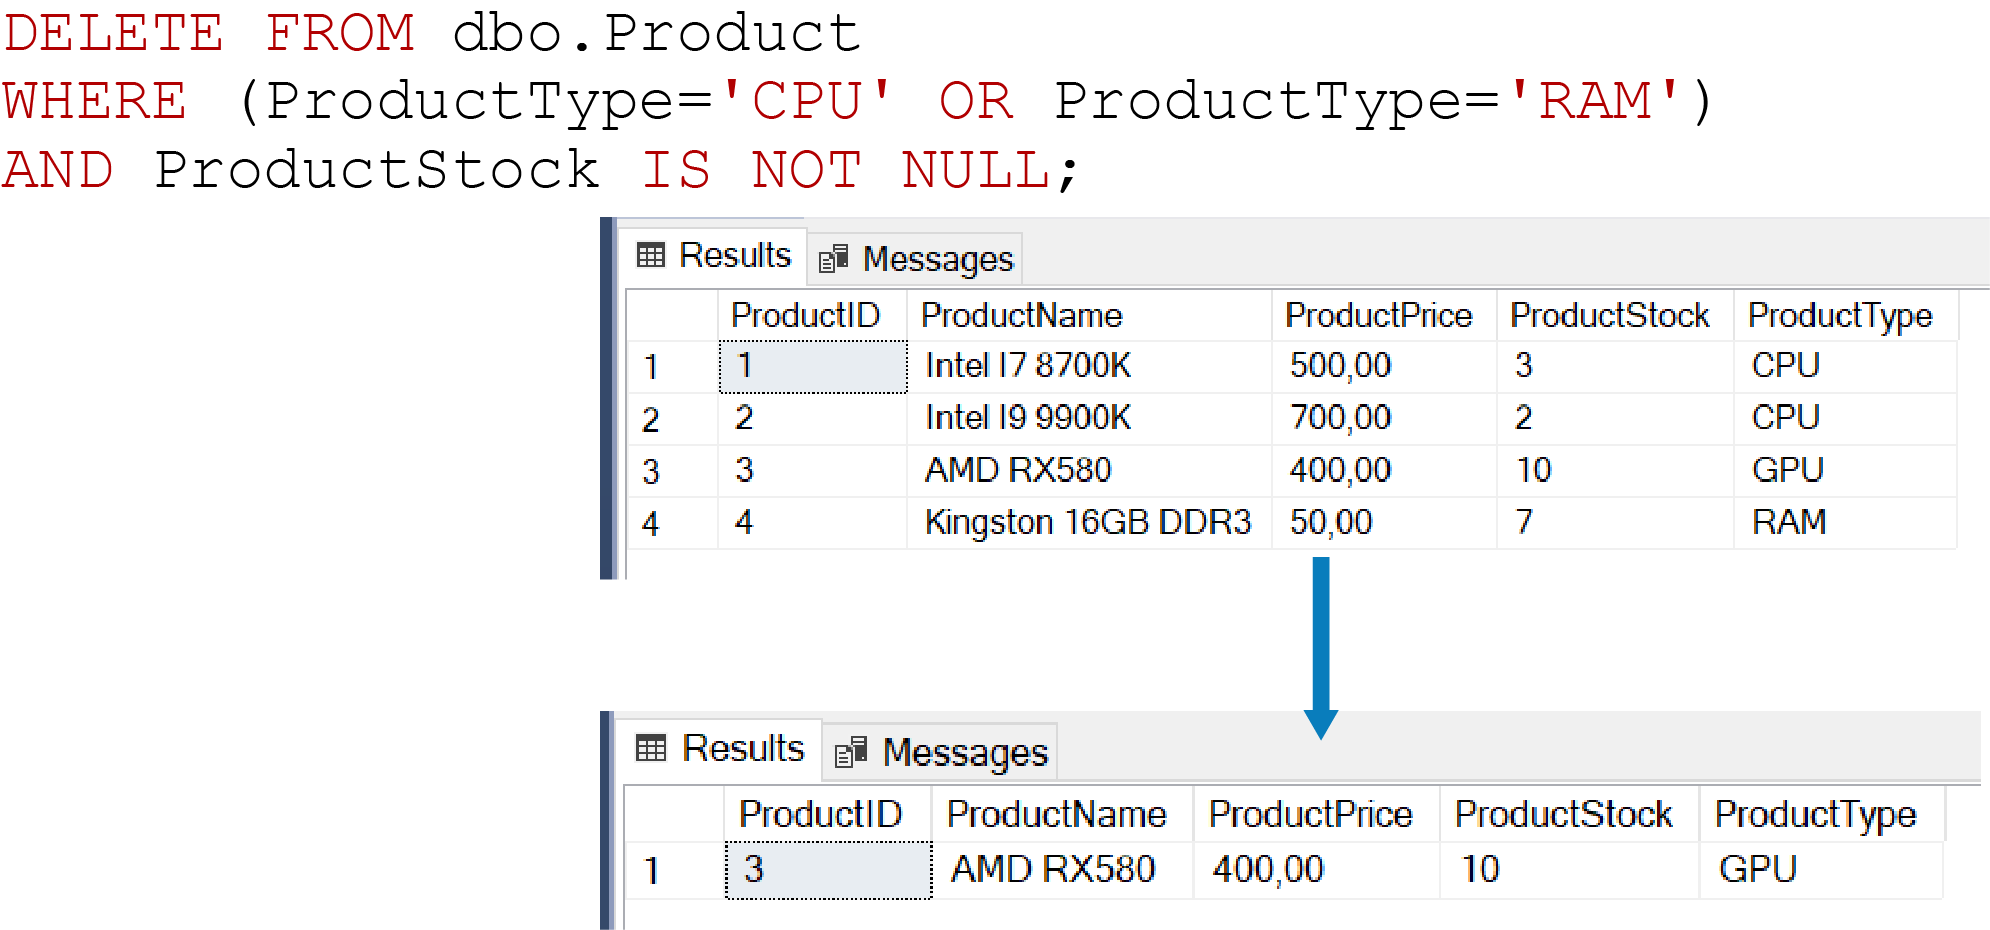 DELETE FROM dbo.Product
WHERE (ProductType='CPU' OR ProductType='RAM')
AND ProductStock IS NOT NULL;
Results Messages
ProductID ProductName ProductPrice ProductStock ProductType
1 1 Intel I7 8700K 500,00 3 CPU
2 2 Intel I9 9900K 700,00 2 CPU
3 3 AMD RX580 400,00 10 GPU
4 4 Kingston 16GB DDR3 50,00 7 RAM
Results Messages
ProductID ProductName ProductPrice ProductStock ProductType
1 3 AMD RX580 400,00 10 GPU